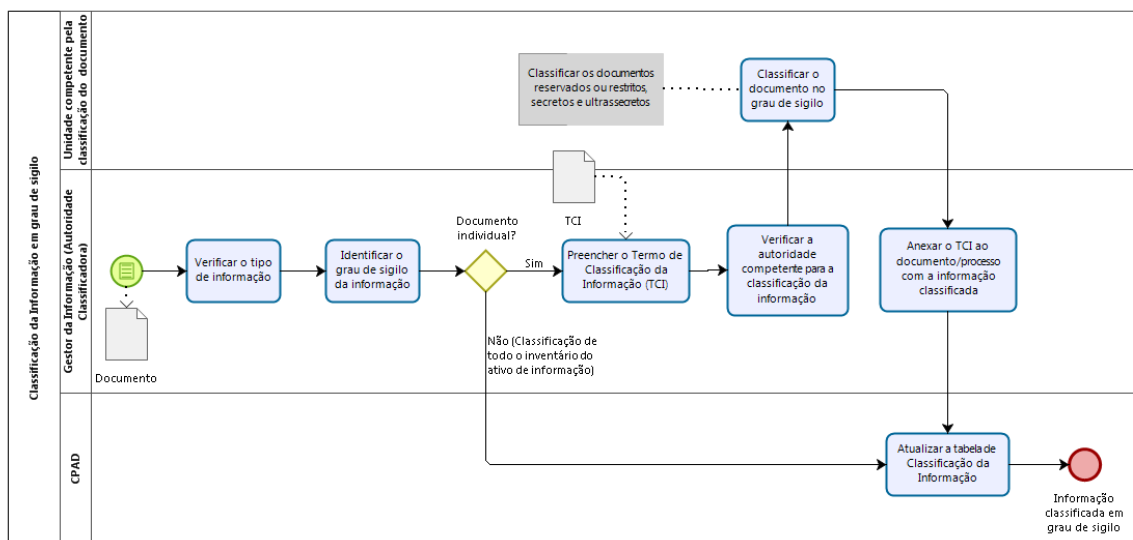 Classificação da Informação em grau de sigilo
Unidade competente pela
classificação do documento
Classificar os documentos
reservados ou restritos,
secretos e ultrassecretos
Classificar o
documento no
grau de sigilo
Gestor da Informação (Autoridade
Classificadora)
Documento
Verificar o tipo
de informação
Identificar o
grau de sigilo
da informação
Documento
individual?
Sim
Não (Classificação de
todo o inventário do
ativo de informação)
TCI
Preencher o Termo de
Classificação da
Informação (TCI)
Verificar a
autoridade
competente para a
classificação da
informação
Anexar o TCI ao
documento/processo
com a informação
classificada
CPAD
Atualizar a tabela de
Classificação da
Informação
Informação
classificada em
grau de sigilo